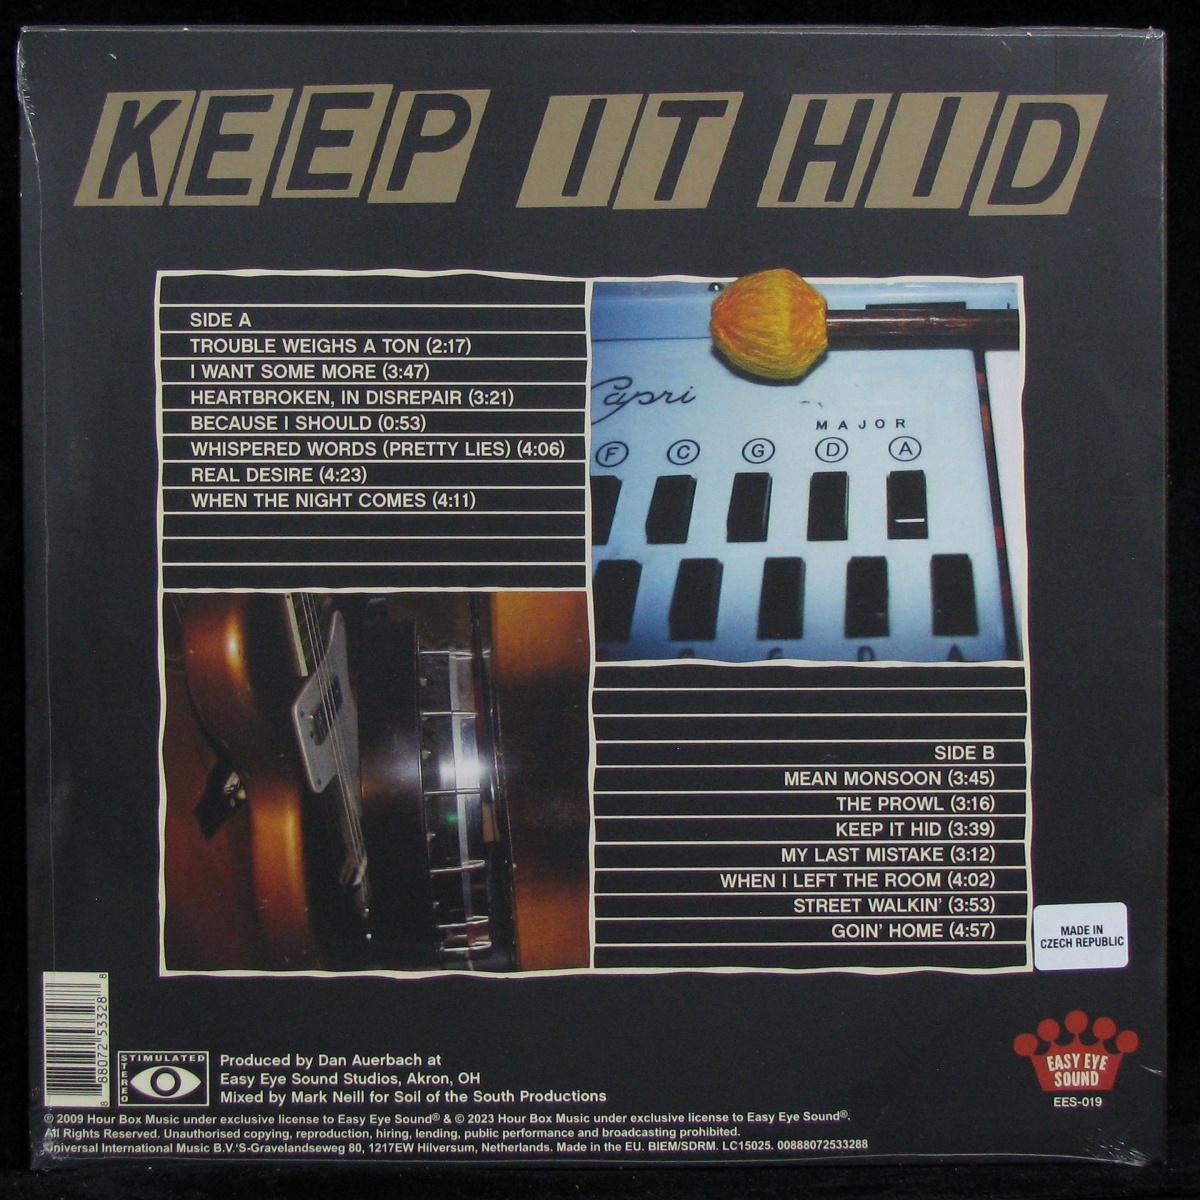 KEEP IT HID
SIDE A
TROUBLE WEIGHS A TON (2:17)
I WANT SOME MORE (3:47)
HEARTBROKEN, IN DISREPAIR (3:21)
BECAUSE I SHOULD (0:53)
WHISPERED WORDS (PRETTY LIES) (4:06)
REAL DESIRE (4:23)
WHEN THE NIGHT COMES (4:11)
Capri
MAJOR
F C G D A
D A
SIDE B
MEAN MONSOON (3:45)
THE PROWL (3:16)
KEEP IT HID (3:39)
MY LAST MISTAKE (3:12)
WHEN I LEFT THE ROOM (4:02)
STREET WALKIN' (3:53)
GOIN' HOME (4:57)
MADE IN
CZECH REPUBLIC
8 88072 53328 8
STIMULATED
STEREO
Produced by Dan Auerbach at
Easy Eye Sound Studios, Akron, OH
Mixed by Mark Neill for Soil of the South Productions
EASY EYE
SOUND
EES-019
℗ 2009 Hour Box Music under exclusive license to Easy Eye Sound® & © 2023 Hour Box Music under exclusive license to Easy Eye Sound®.
All Rights Reserved. Unauthorised copying, reproduction, hiring, lending, public performance and broadcasting prohibited.
Universal International Music B.V.'S-Gravelandseweg 80, 1217EW Hilversum, Netherlands. Made in the EU. BIEM/SDRM. LC15025. 00888072533288